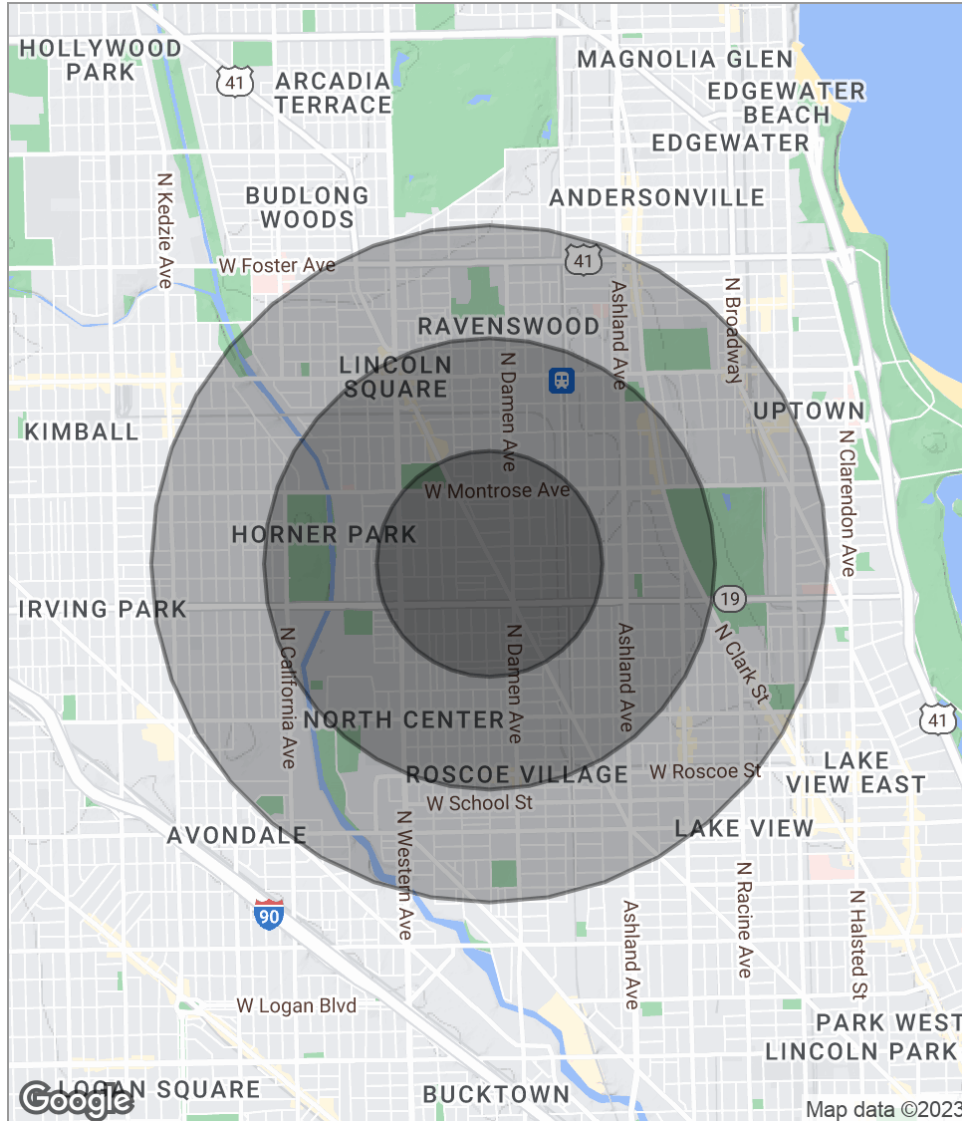 HOLLYWOOD
PARK
41
ARCADIA
TERRACE
MAGNOLIA GLEN
EDGEWATER
BEACH
EDGEWATER
N Kedzie Ave
BUDLONG
WOODS
ANDERSONVILLE
W Foster Ave
41
Ashland Ave
N Broadway
RAVENSWOOD
LINCOLN
SQUARE
N Damen Ave
UPTOWN
KIMBALL
N Clarendon Ave
W Montrose Ave
HORNER PARK
IRVING PARK
19
N California Ave
N Damen Ave
Ashland Ave
N Clark St
NORTH CENTER
41
ROSCOE VILLAGE
W Roscoe St
LAKE
VIEW EAST
W School St
AVONDALE
N Western Ave
LAKE VIEW
90
N Racine Ave
N Halsted St
Ashland Ave
W Logan Blvd
PARK WEST
LINCOLN PARK
LOGAN SQUARE
Google
BUCKTOWN
Map data ©2023